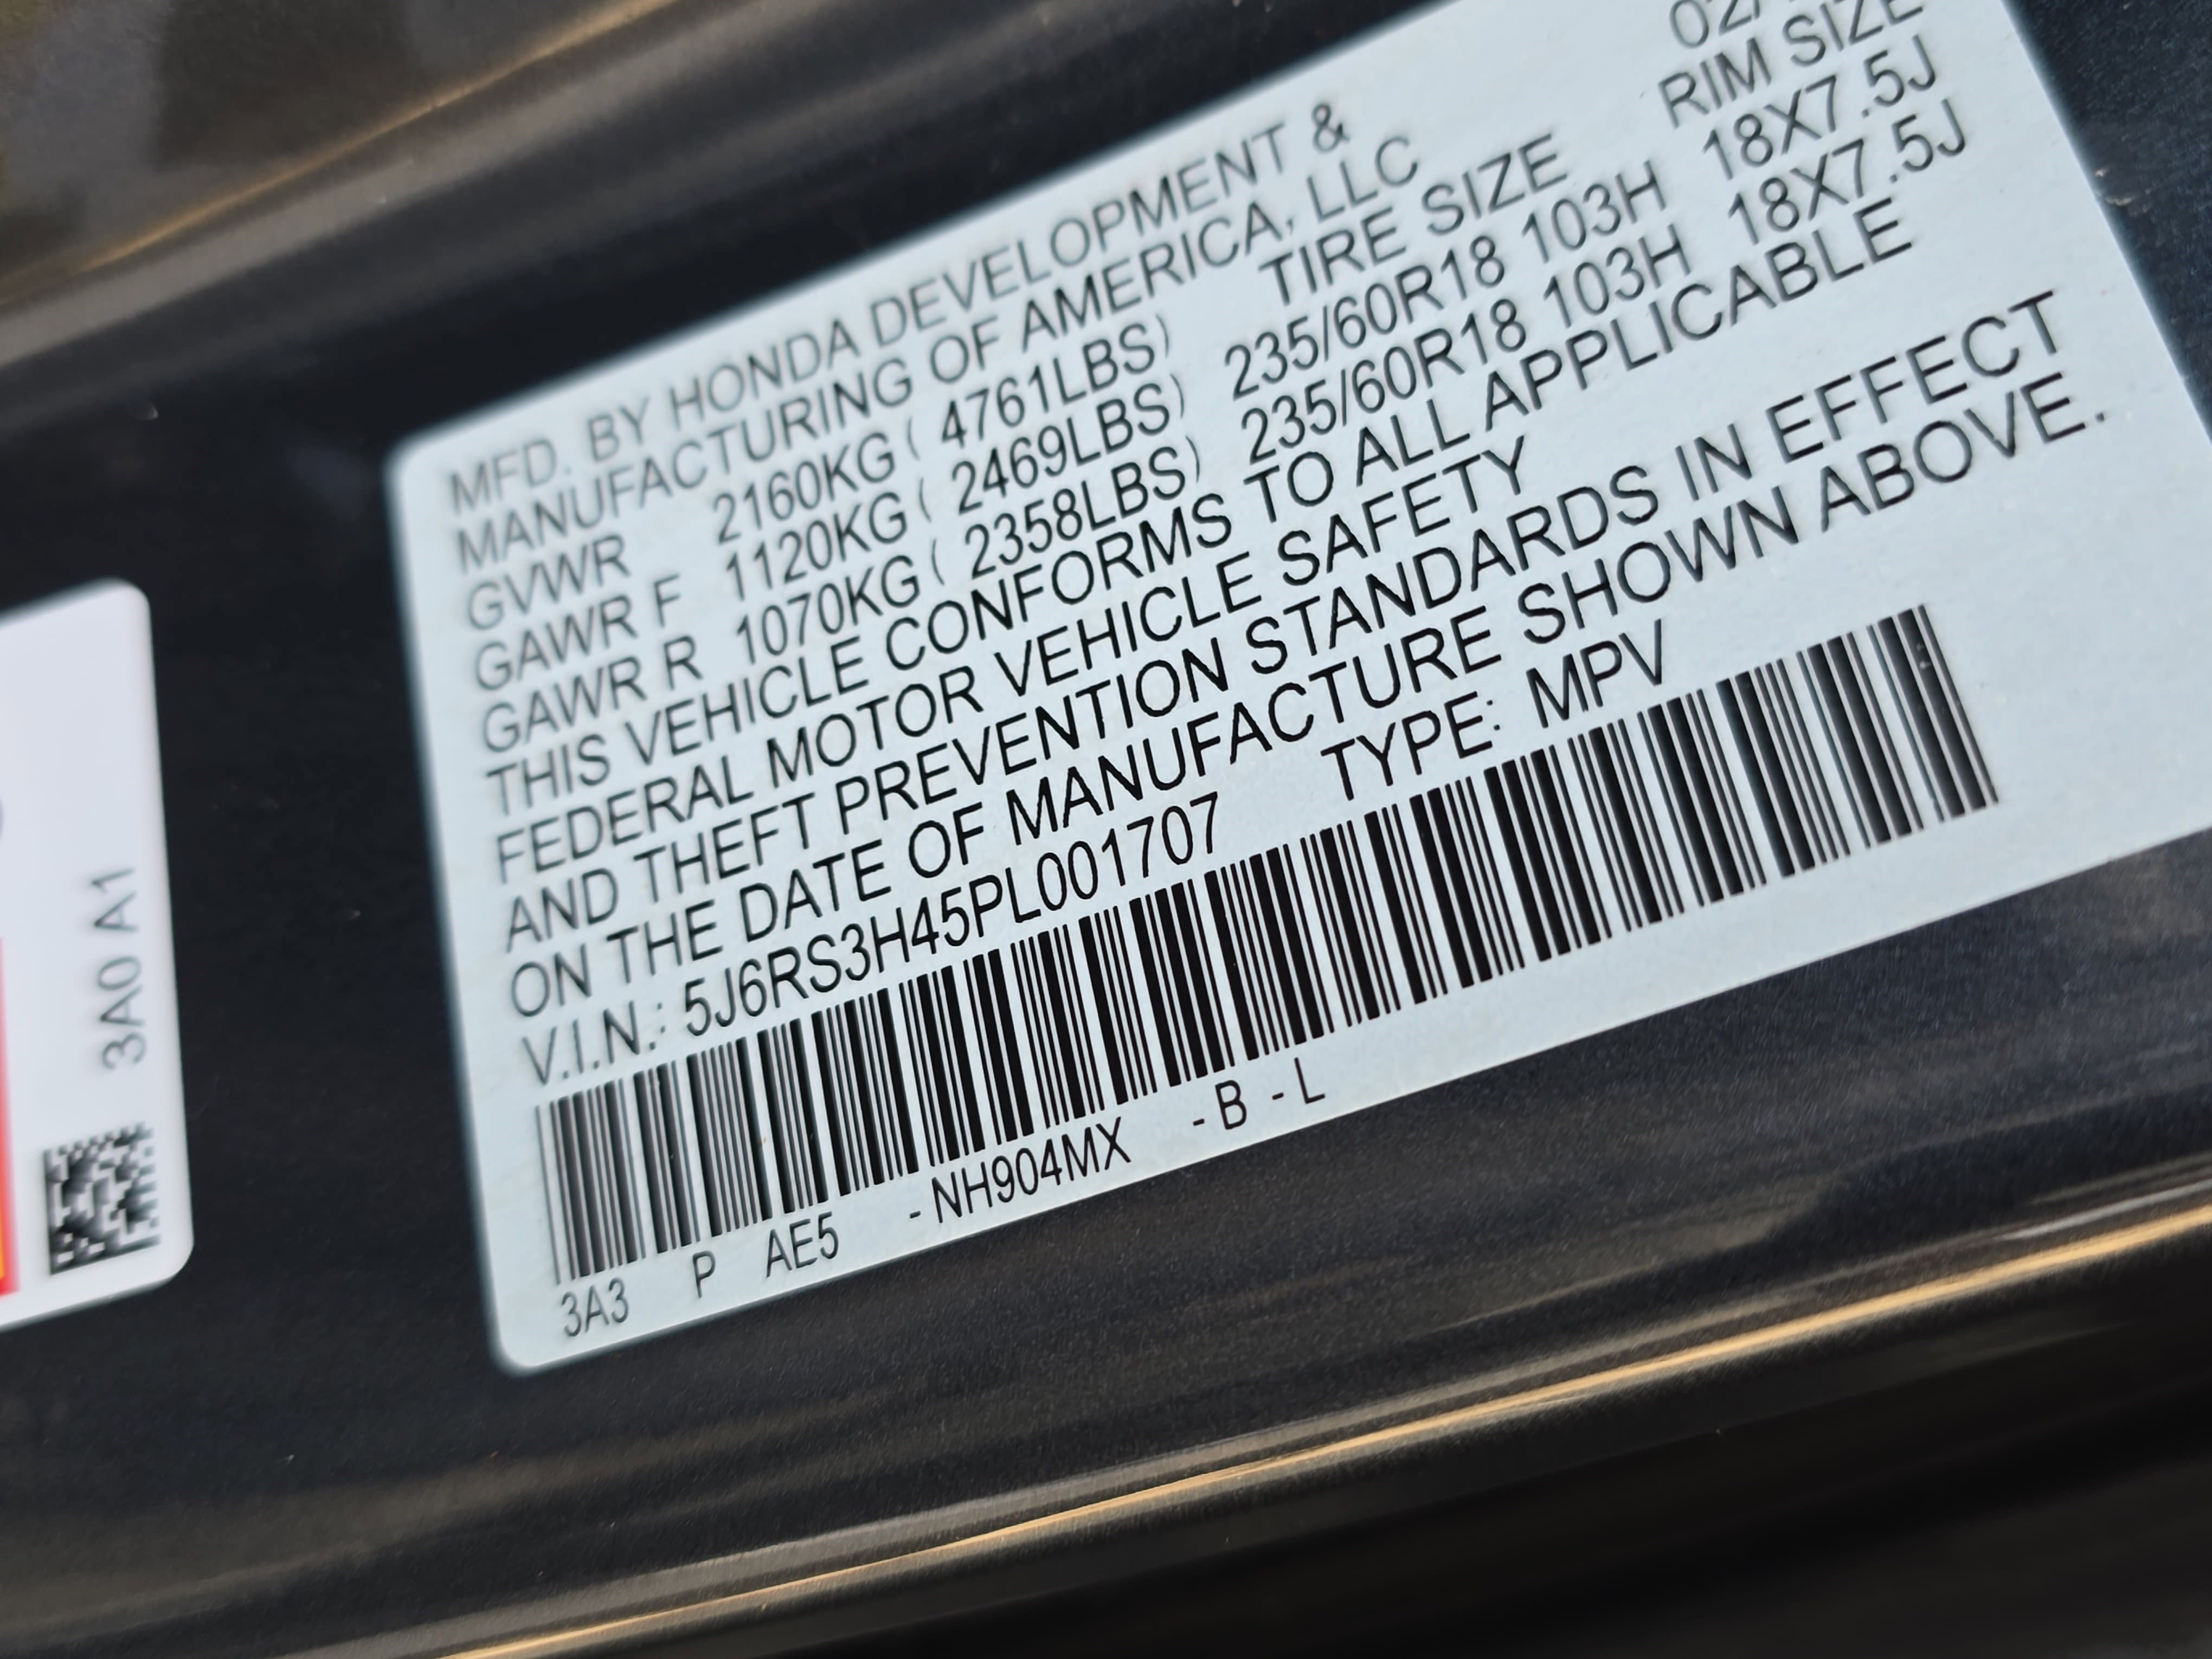 02/
MFD. BY HONDA DEVELOPMENT &
MANUFACTURING OF AMERICA, LLC
TIRE SIZE RIM SIZE
GVWR 2160KG ( 4761LBS)
GAWR F 1120KG ( 2469LBS) 235/60R18 103H 18X7.5J
GAWR R 1070KG ( 2358LBS) 235/60R18 103H 18X7.5J
THIS VEHICLE CONFORMS TO ALL APPLICABLE
FEDERAL MOTOR VEHICLE SAFETY
AND THEFT PREVENTION STANDARDS IN EFFECT
ON THE DATE OF MANUFACTURE SHOWN ABOVE.
V.I.N.: 5J6RS3H45PL001707 TYPE: MPV
3A3 P AE5 -NH904MX -B -L
3A0 A1